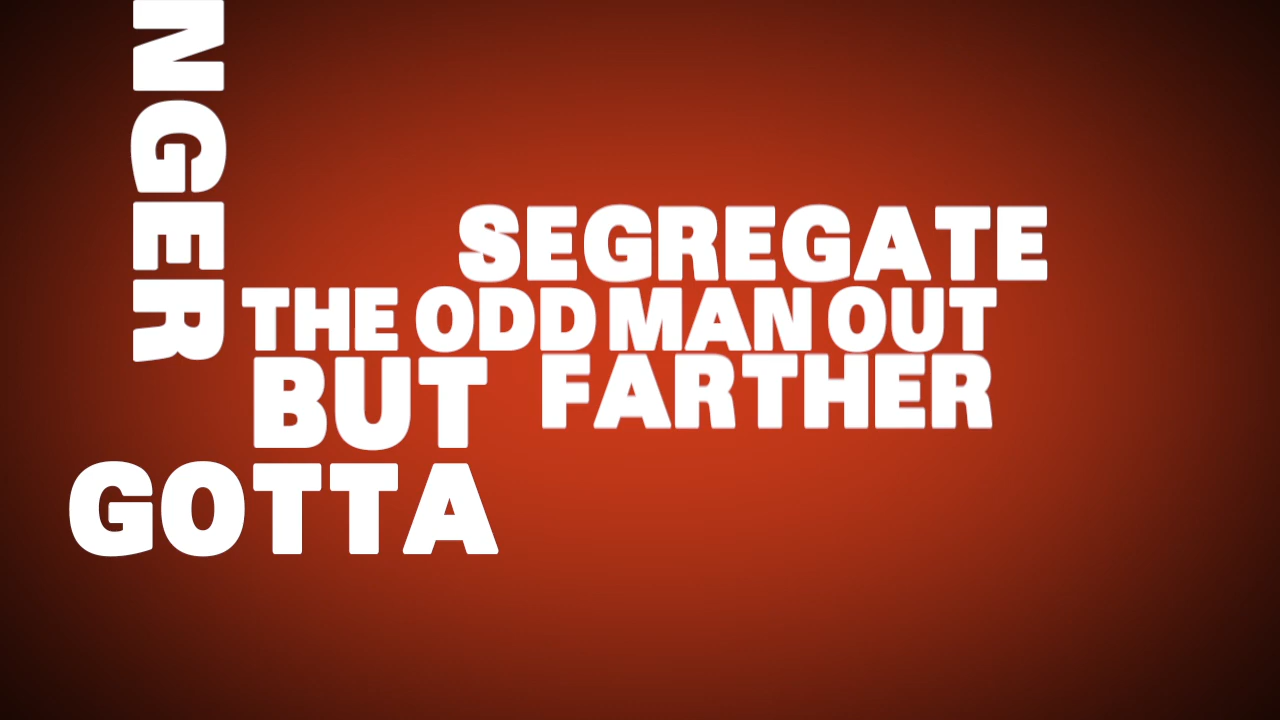 NGER
SEGREGATE
THE ODD MAN OUT
BUT FARTHER
GOTTA